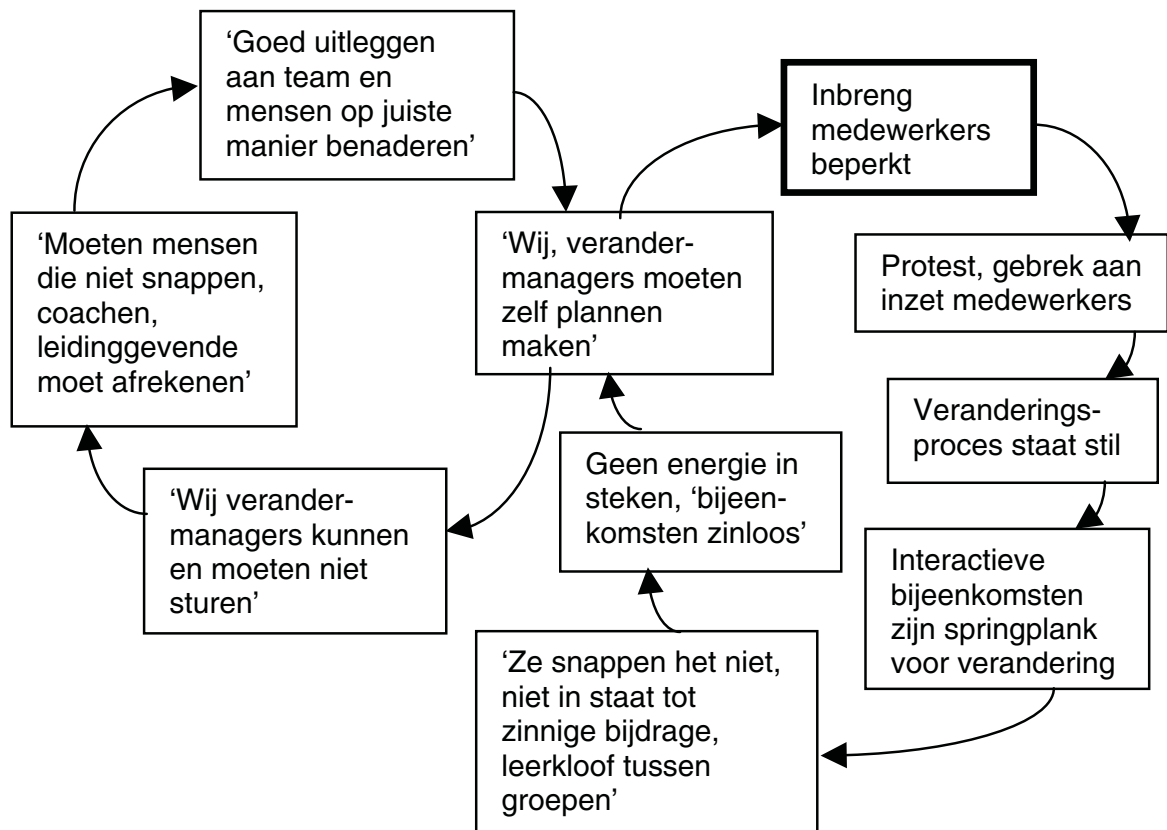 ‘Goed uitleggen
aan team en
mensen op juiste
manier benaderen’
Inbreng
medewerkers
beperkt
‘Moeten mensen
die niet snappen,
coachen,
leidinggevende
moet afrekenen’
‘Wij, verander-
managers moeten
zelf plannen
maken’
Protest, gebrek aan
inzet medewerkers
Veranderings-
proces staat stil
Geen energie in
steken, ‘bijeen-
komsten zinloos’
‘Wij verander-
managers kunnen
en moeten niet
sturen’
Interactieve
bijeenkomsten
zijn springplank
voor verandering
‘Ze snappen het niet,
niet in staat tot
zinnige bijdrage,
leerkloof tussen
groepen’